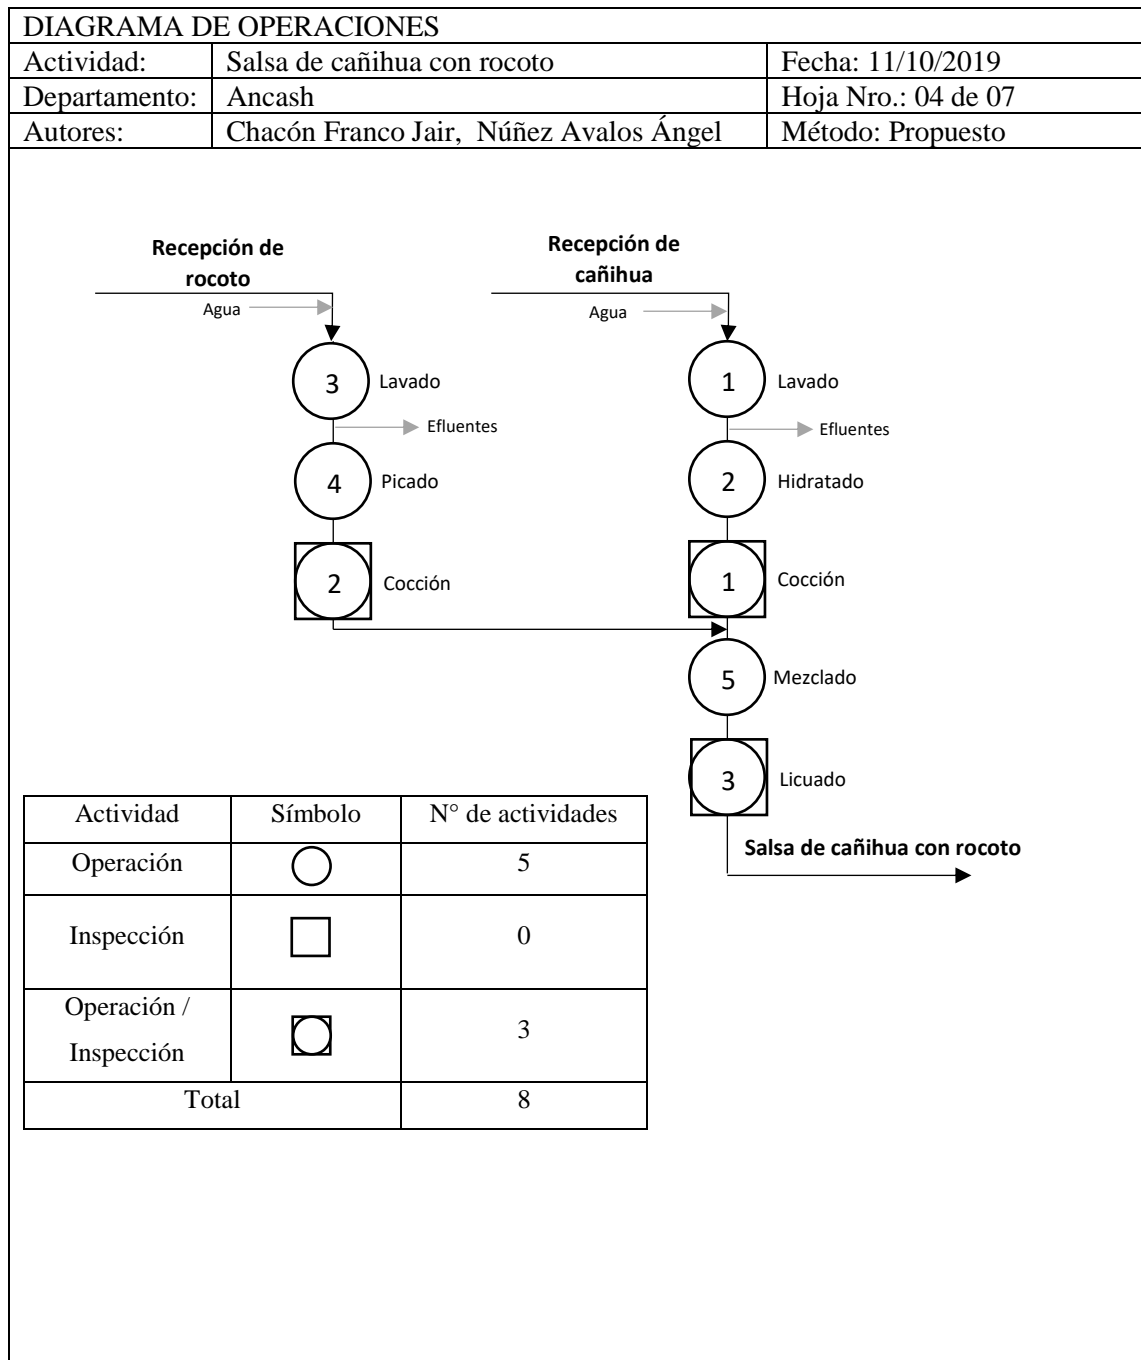 DIAGRAMA DE OPERACIONES
Actividad: Salsa de cañihua con rocoto Fecha: 11/10/2019
Departamento: Ancash Hoja Nro.: 04 de 07
Autores: Chacón Franco Jair, Núñez Avalos Ángel Método: Propuesto
Recepción de
rocoto
Agua
3 Lavado
Efluentes
4 Picado
2 Cocción
Recepción de
cañihua
Agua
1 Lavado
Efluentes
2 Hidratado
1 Cocción
5 Mezclado
3 Licuado
Salsa de cañihua con rocoto
Actividad Símbolo N° de actividades
Operación 5
Inspección 0
Operación /
Inspección 3
Total 8